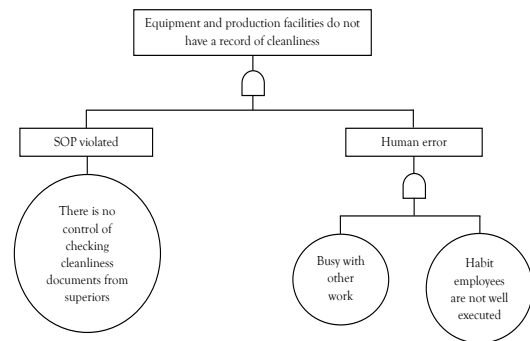 Equipment and production facilities do not
have a record of cleanliness
SOP violated
Human error
There is no
control of
checking
cleanliness
documents from
superiors
Busy with
other
work
Habit
employees
are not well
executed